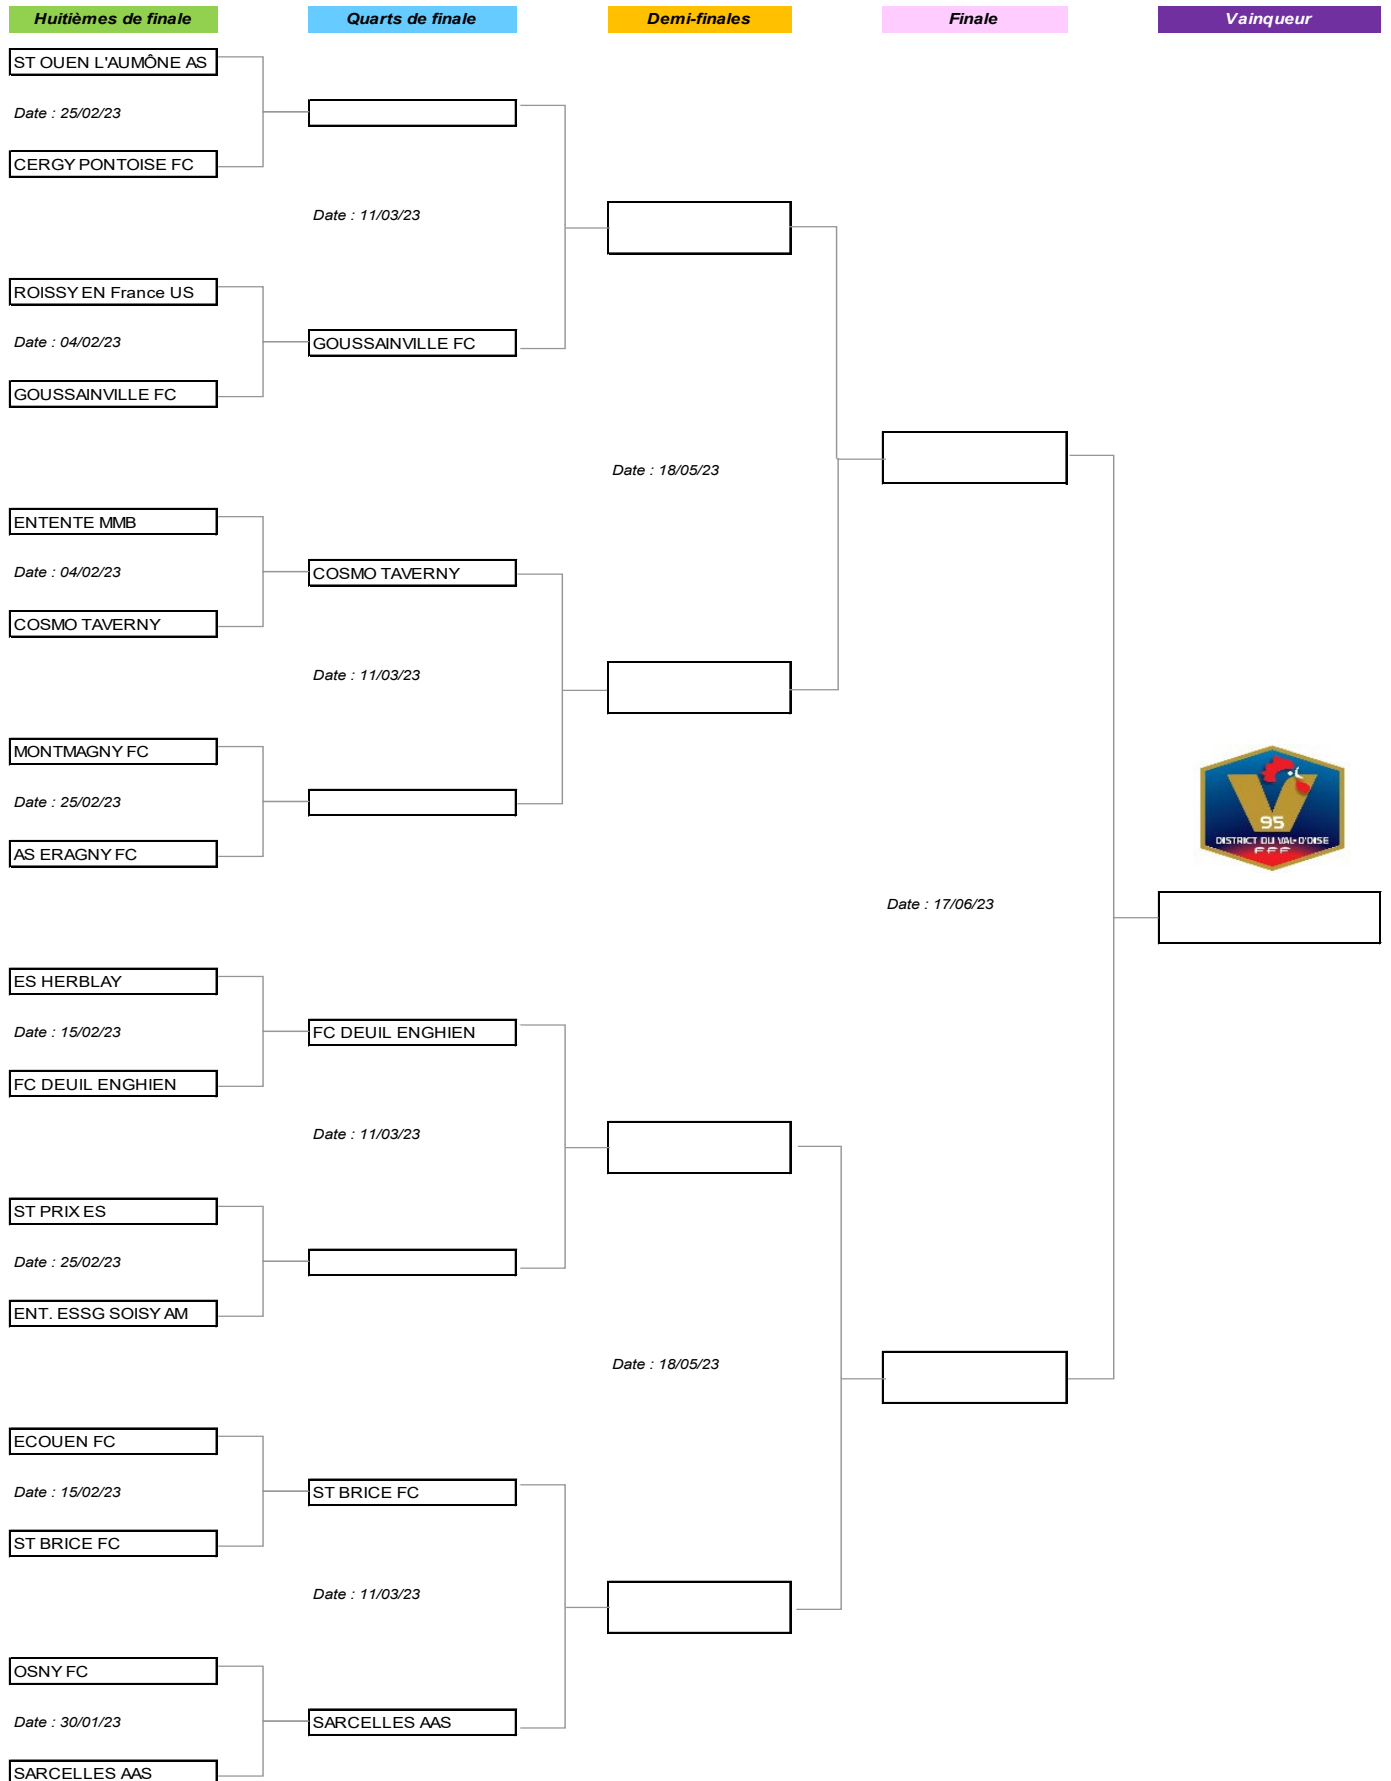 Huitièmes de finale
Quarts de finale
Demi-finales
Finale
Vainqueur
ST OUEN L'AUMÔNE AS
Date : 25/02/23
CERGY PONTOISE FC
Date : 11/03/23
ROISSY EN France US
Date : 04/02/23
GOUSSAINVILLE FC
GOUSSAINVILLE FC
Date : 18/05/23
ENTENTE MMB
Date : 04/02/23
COSMO TAVERNY
COSMO TAVERNY
Date : 11/03/23
MONTMAGNY FC
Date : 25/02/23
AS ERAGNY FC
95
DISTRICT DU VAL-D'OISE
FFF
Date : 17/06/23
ES HERBLAY
Date : 15/02/23
FC DEUIL ENGHIEN
FC DEUIL ENGHIEN
Date : 11/03/23
ST PRIX ES
Date : 25/02/23
ENT. ESSG SOISY AM
Date : 18/05/23
ECOUEN FC
Date : 15/02/23
ST BRICE FC
ST BRICE FC
Date : 11/03/23
OSNY FC
Date : 30/01/23
SARCELLES AAS
SARCELLES AAS